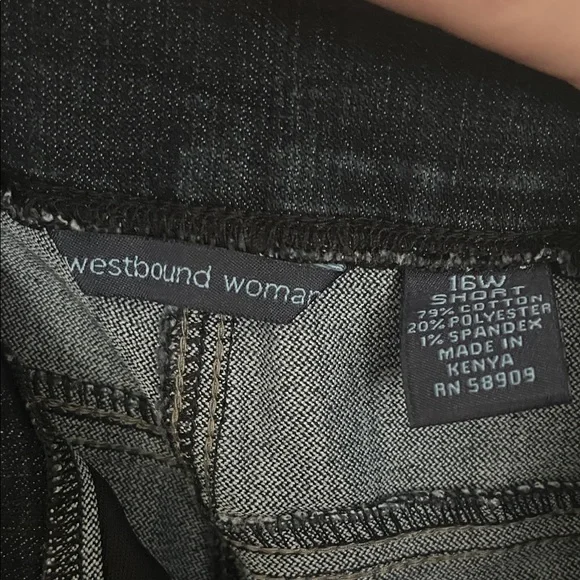 westbound woman
16W
SHORT
79% COTTON
20% POLYESTER
1% SPANDEX
MADE IN
KENYA
RN 58909